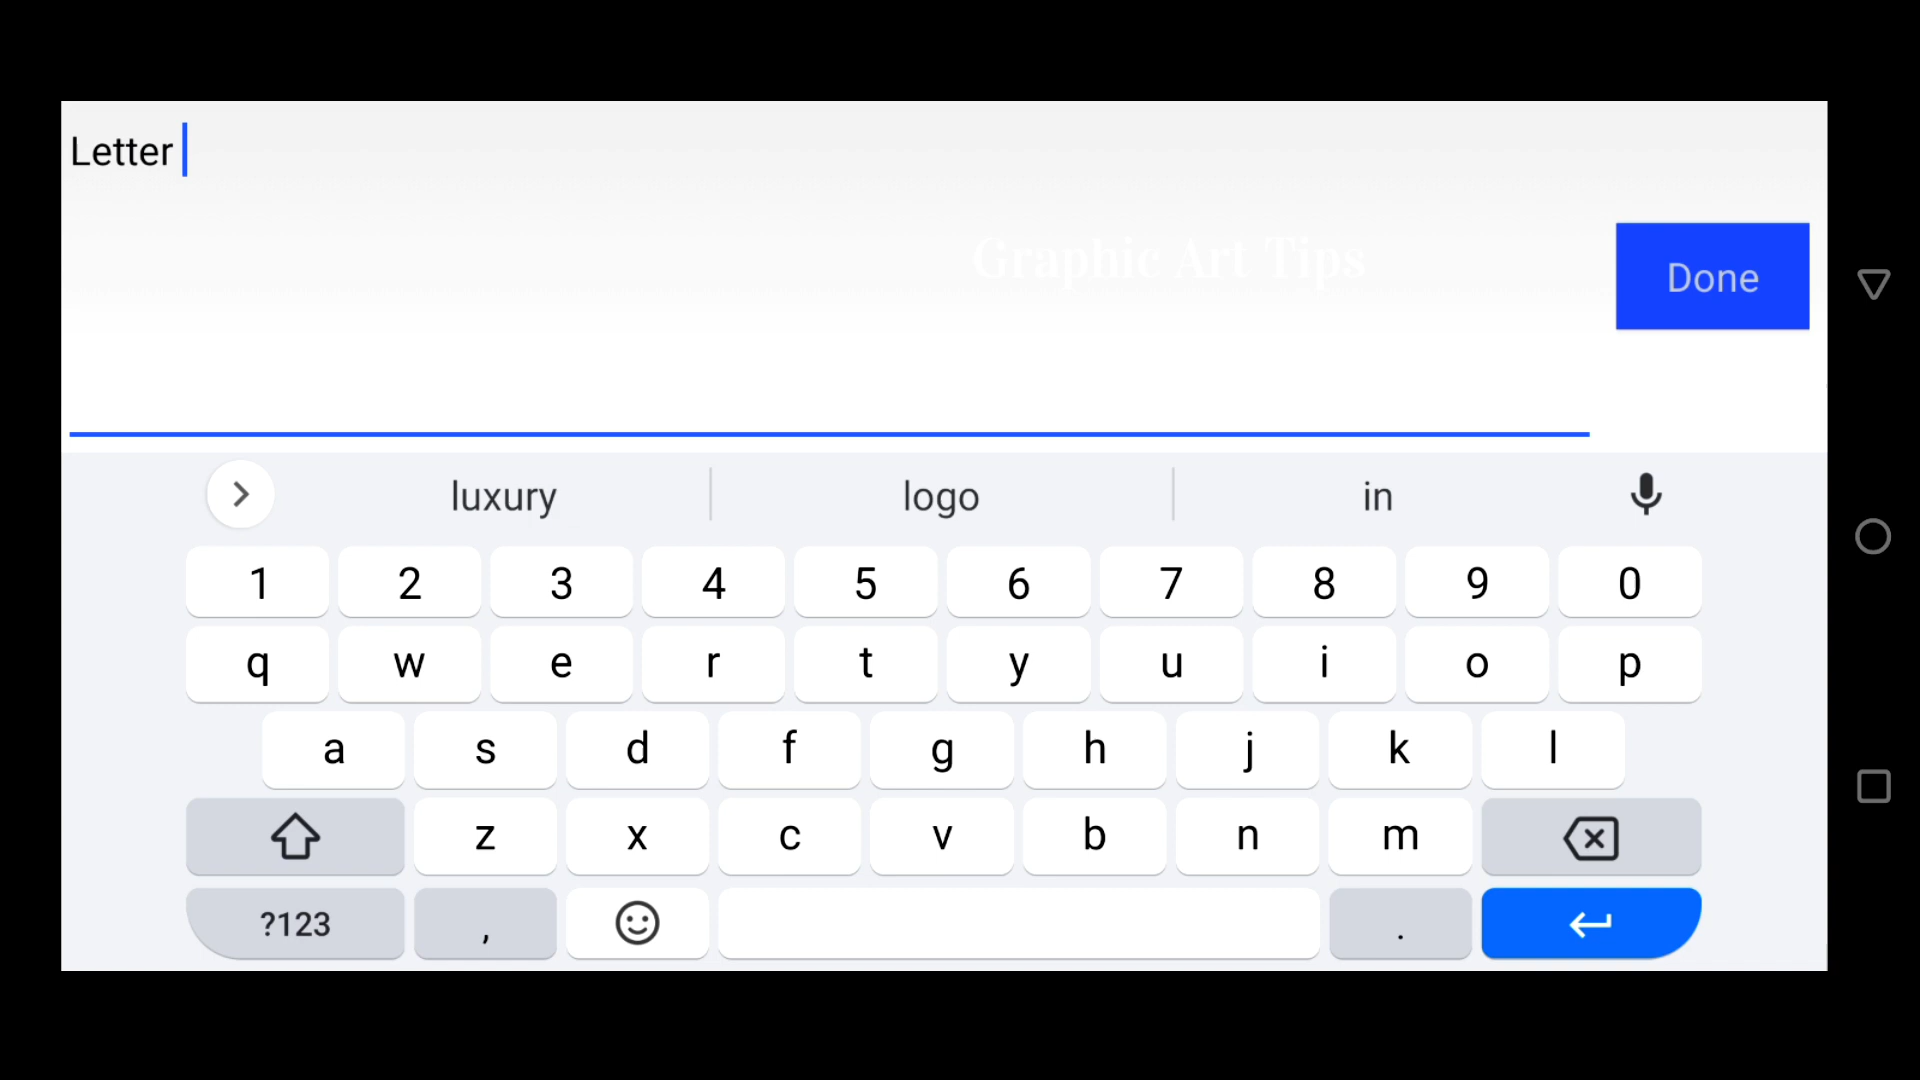 Letter
Graphic Art Tips
Done
luxury logo in
1 2 3 4 5 6 7 8 9 0
q w e r t y u i o p
a s d f g h j k l
z x c v b n m
?123 , .